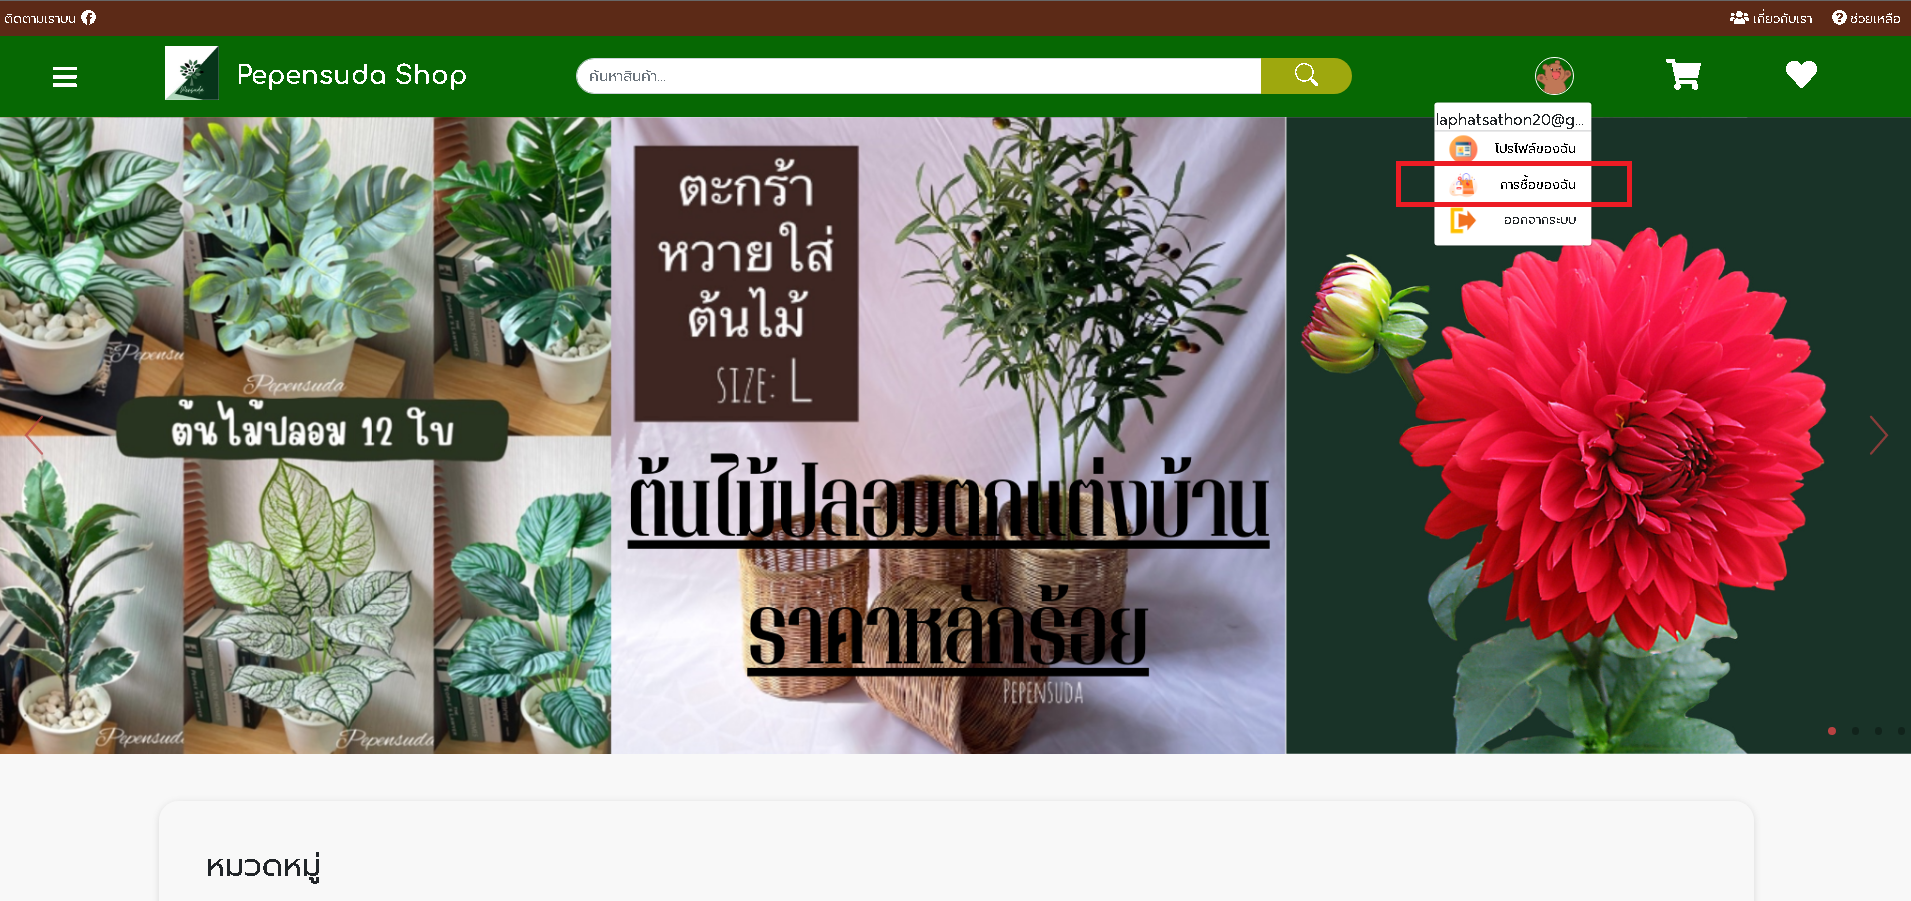 ติดตามเราบน
เกี่ยวกับเรา
ช่วยเหลือ
Pepensuda Shop
ค้นหาสินค้า...
laphatsathon20@g...
โปรไฟล์ของฉัน
การซื้อของฉัน
ออกจากระบบ
ตะกร้า
หวายใส่
ต้นไม้
SIZE: L
Pepensuda
ต้นไม้ปลอม 12 ใบ
ต้นไม้ปลอมตกแต่งบ้าน
ราคาหลักร้อย
PEPENSUDA
Pepensuda
Pepensuda
หมวดหมู่